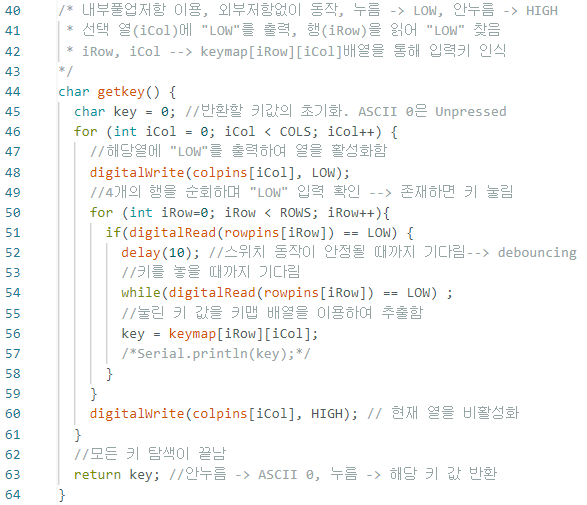 40 /* 내부풀업저항 이용, 외부저항없이 동작, 누름 -> LOW, 안누름 -> HIGH
41  * 선택 열(iCol)에 "LOW"를 출력, 행(iRow)을 읽어 "LOW" 찾음
42  * iRow, iCol --> keymap[iRow][iCol]배열을 통해 입력키 인식
43 */
44 char getkey() {
45   char key = 0; //반환할 키값의 초기화. ASCII 0은 Unpressed
46   for (int iCol = 0; iCol < COLS; iCol++) {
47     //해당열에 "LOW"를 출력하여 열을 활성화함
48     digitalWrite(colpins[iCol], LOW);
49     //4개의 행을 순회하며 "LOW" 입력 확인 --> 존재하면 키 눌림
50     for (int iRow=0; iRow < ROWS; iRow++){
51       if(digitalRead(rowpins[iRow]) == LOW) {
52         delay(10); //스위치 동작이 안정될 때까지 기다림--> debouncing
53         //키를 놓을 때까지 기다림
54         while(digitalRead(rowpins[iRow]) == LOW) ;
55         //눌린 키 값을 키맵 배열을 이용하여 추출함
56         key = keymap[iRow][iCol];
57         /*Serial.println(key);*/
58       }
59     }
60     digitalWrite(colpins[iCol], HIGH); // 현재 열을 비활성화
61   }
62   //모든 키 탐색이 끝남
63   return key; //안누름 -> ASCII 0, 누름 -> 해당 키 값 반환
64 }